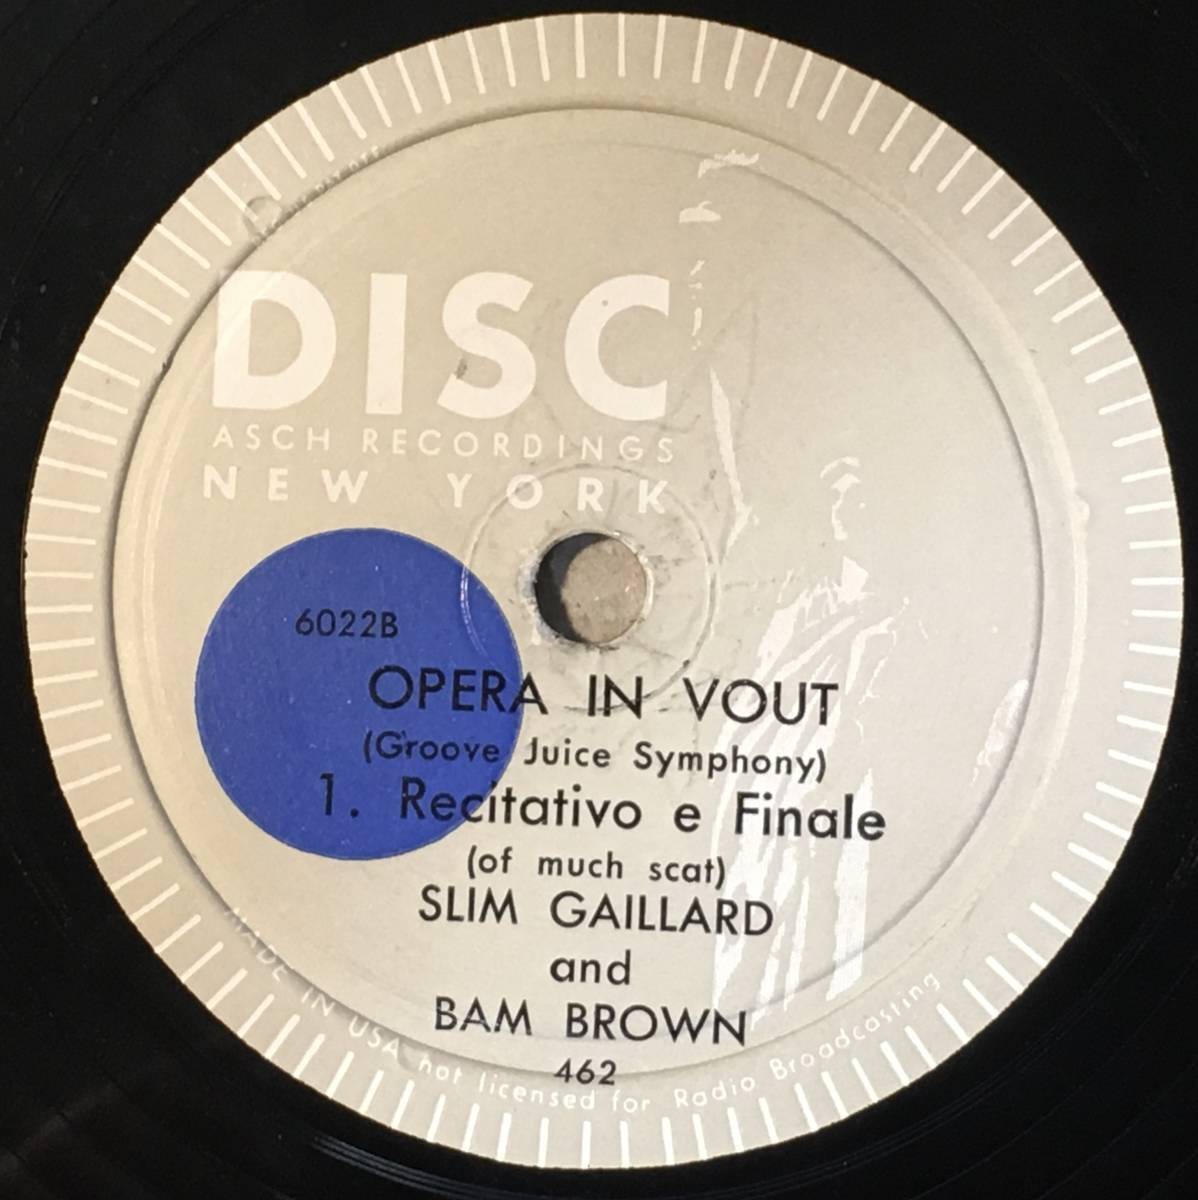 DISC
ASCH RECORDINGS
NEW YORK
6022B
OPERA IN VOUT
(Groove Juice Symphony)
1. Recitativo e Finale
(of much scat)
SLIM GAILLARD
and
BAM BROWN
462
MADE IN USA not licensed for Radio Broadcasting